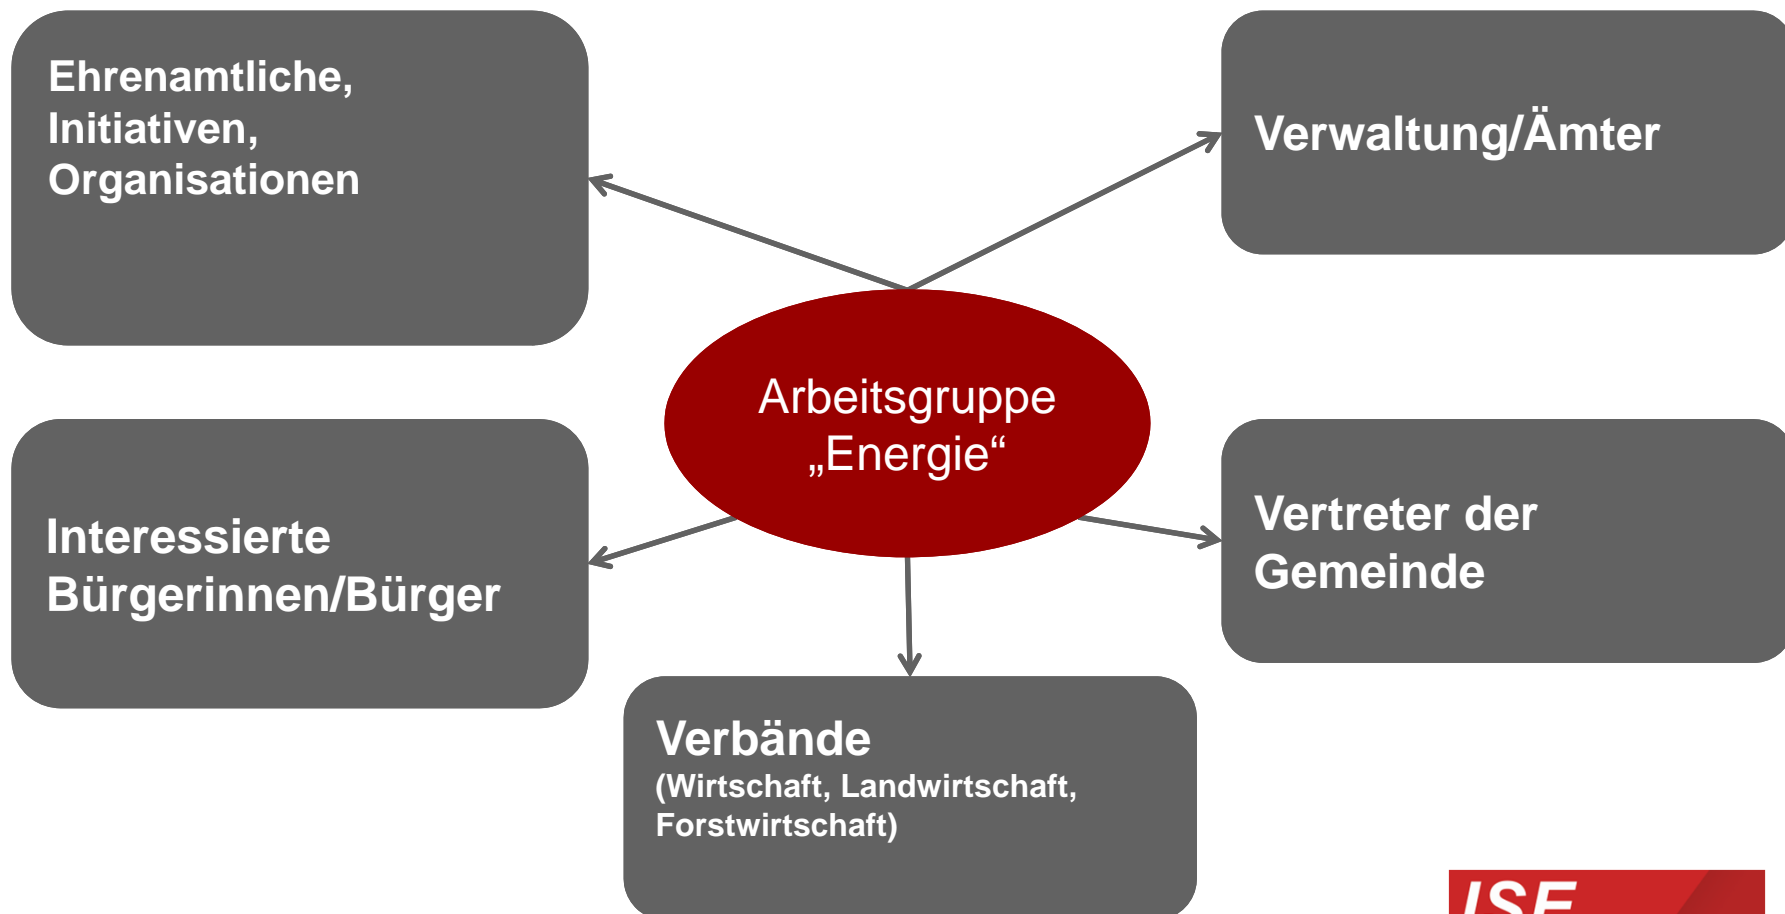 Ehrenamtliche,
Initiativen,
Organisationen
Verwaltung/Ämter
Arbeitsgruppe
„Energie“
Interessierte
Bürgerinnen/Bürger
Vertreter der
Gemeinde
Verbände
(Wirtschaft, Landwirtschaft,
Forstwirtschaft)
ISE